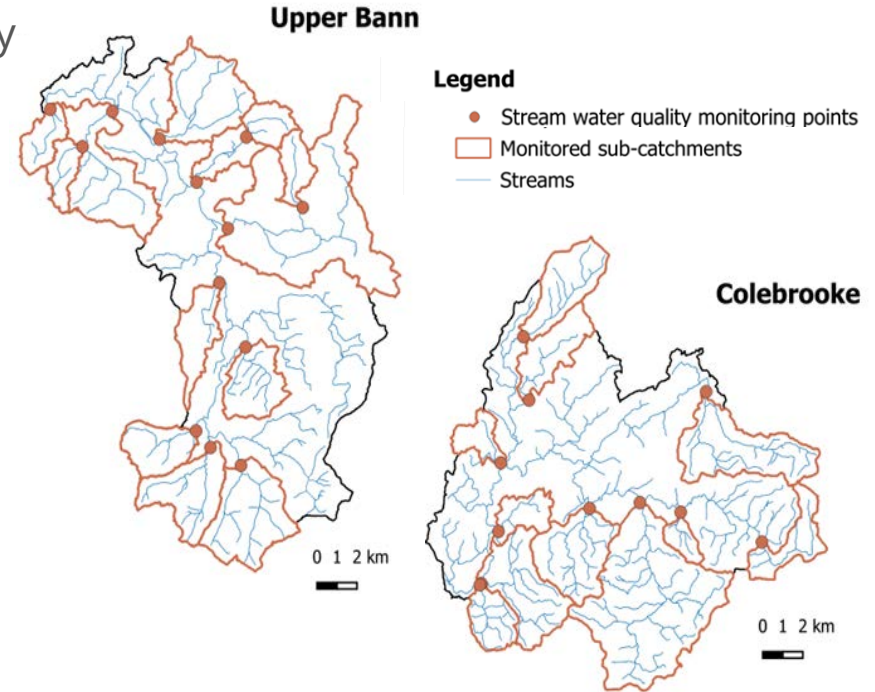 y
Upper Bann
Legend
Stream water quality monitoring points
Monitored sub-catchments
Streams
Colebrooke
0 1 2 km
0 1 2 km